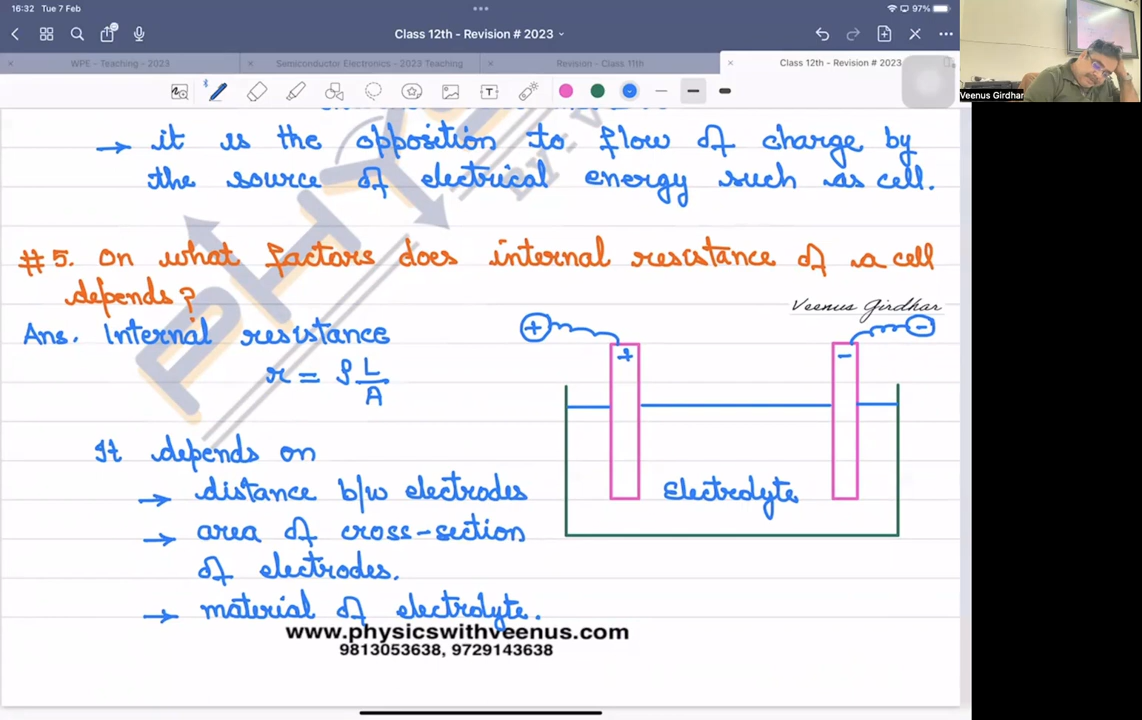 16:32 Tue 7 Feb
97%
Class 12th - Revision # 2023
WPE - Teaching - 2023
Semiconductor Electronics - 2023 Teaching
Revision - Class 11th
Class 12th - Revision # 2023
Veenus Girdhar
→ it is the opposition to flow of charge by
the source of electrical energy such as cell.
#5. On what factors does internal resistance of a cell
depends?
Veenus Girdhar
Ans. Internal resistance
r = ρ L/A
+ -
+ -
It depends on
→ distance b/w electrodes
Electrolyte
→ area of cross-section
of electrodes.
→ material of electrolyte.
www.physicswithveenus.com
9813053638, 9729143638
PHY
By:- V